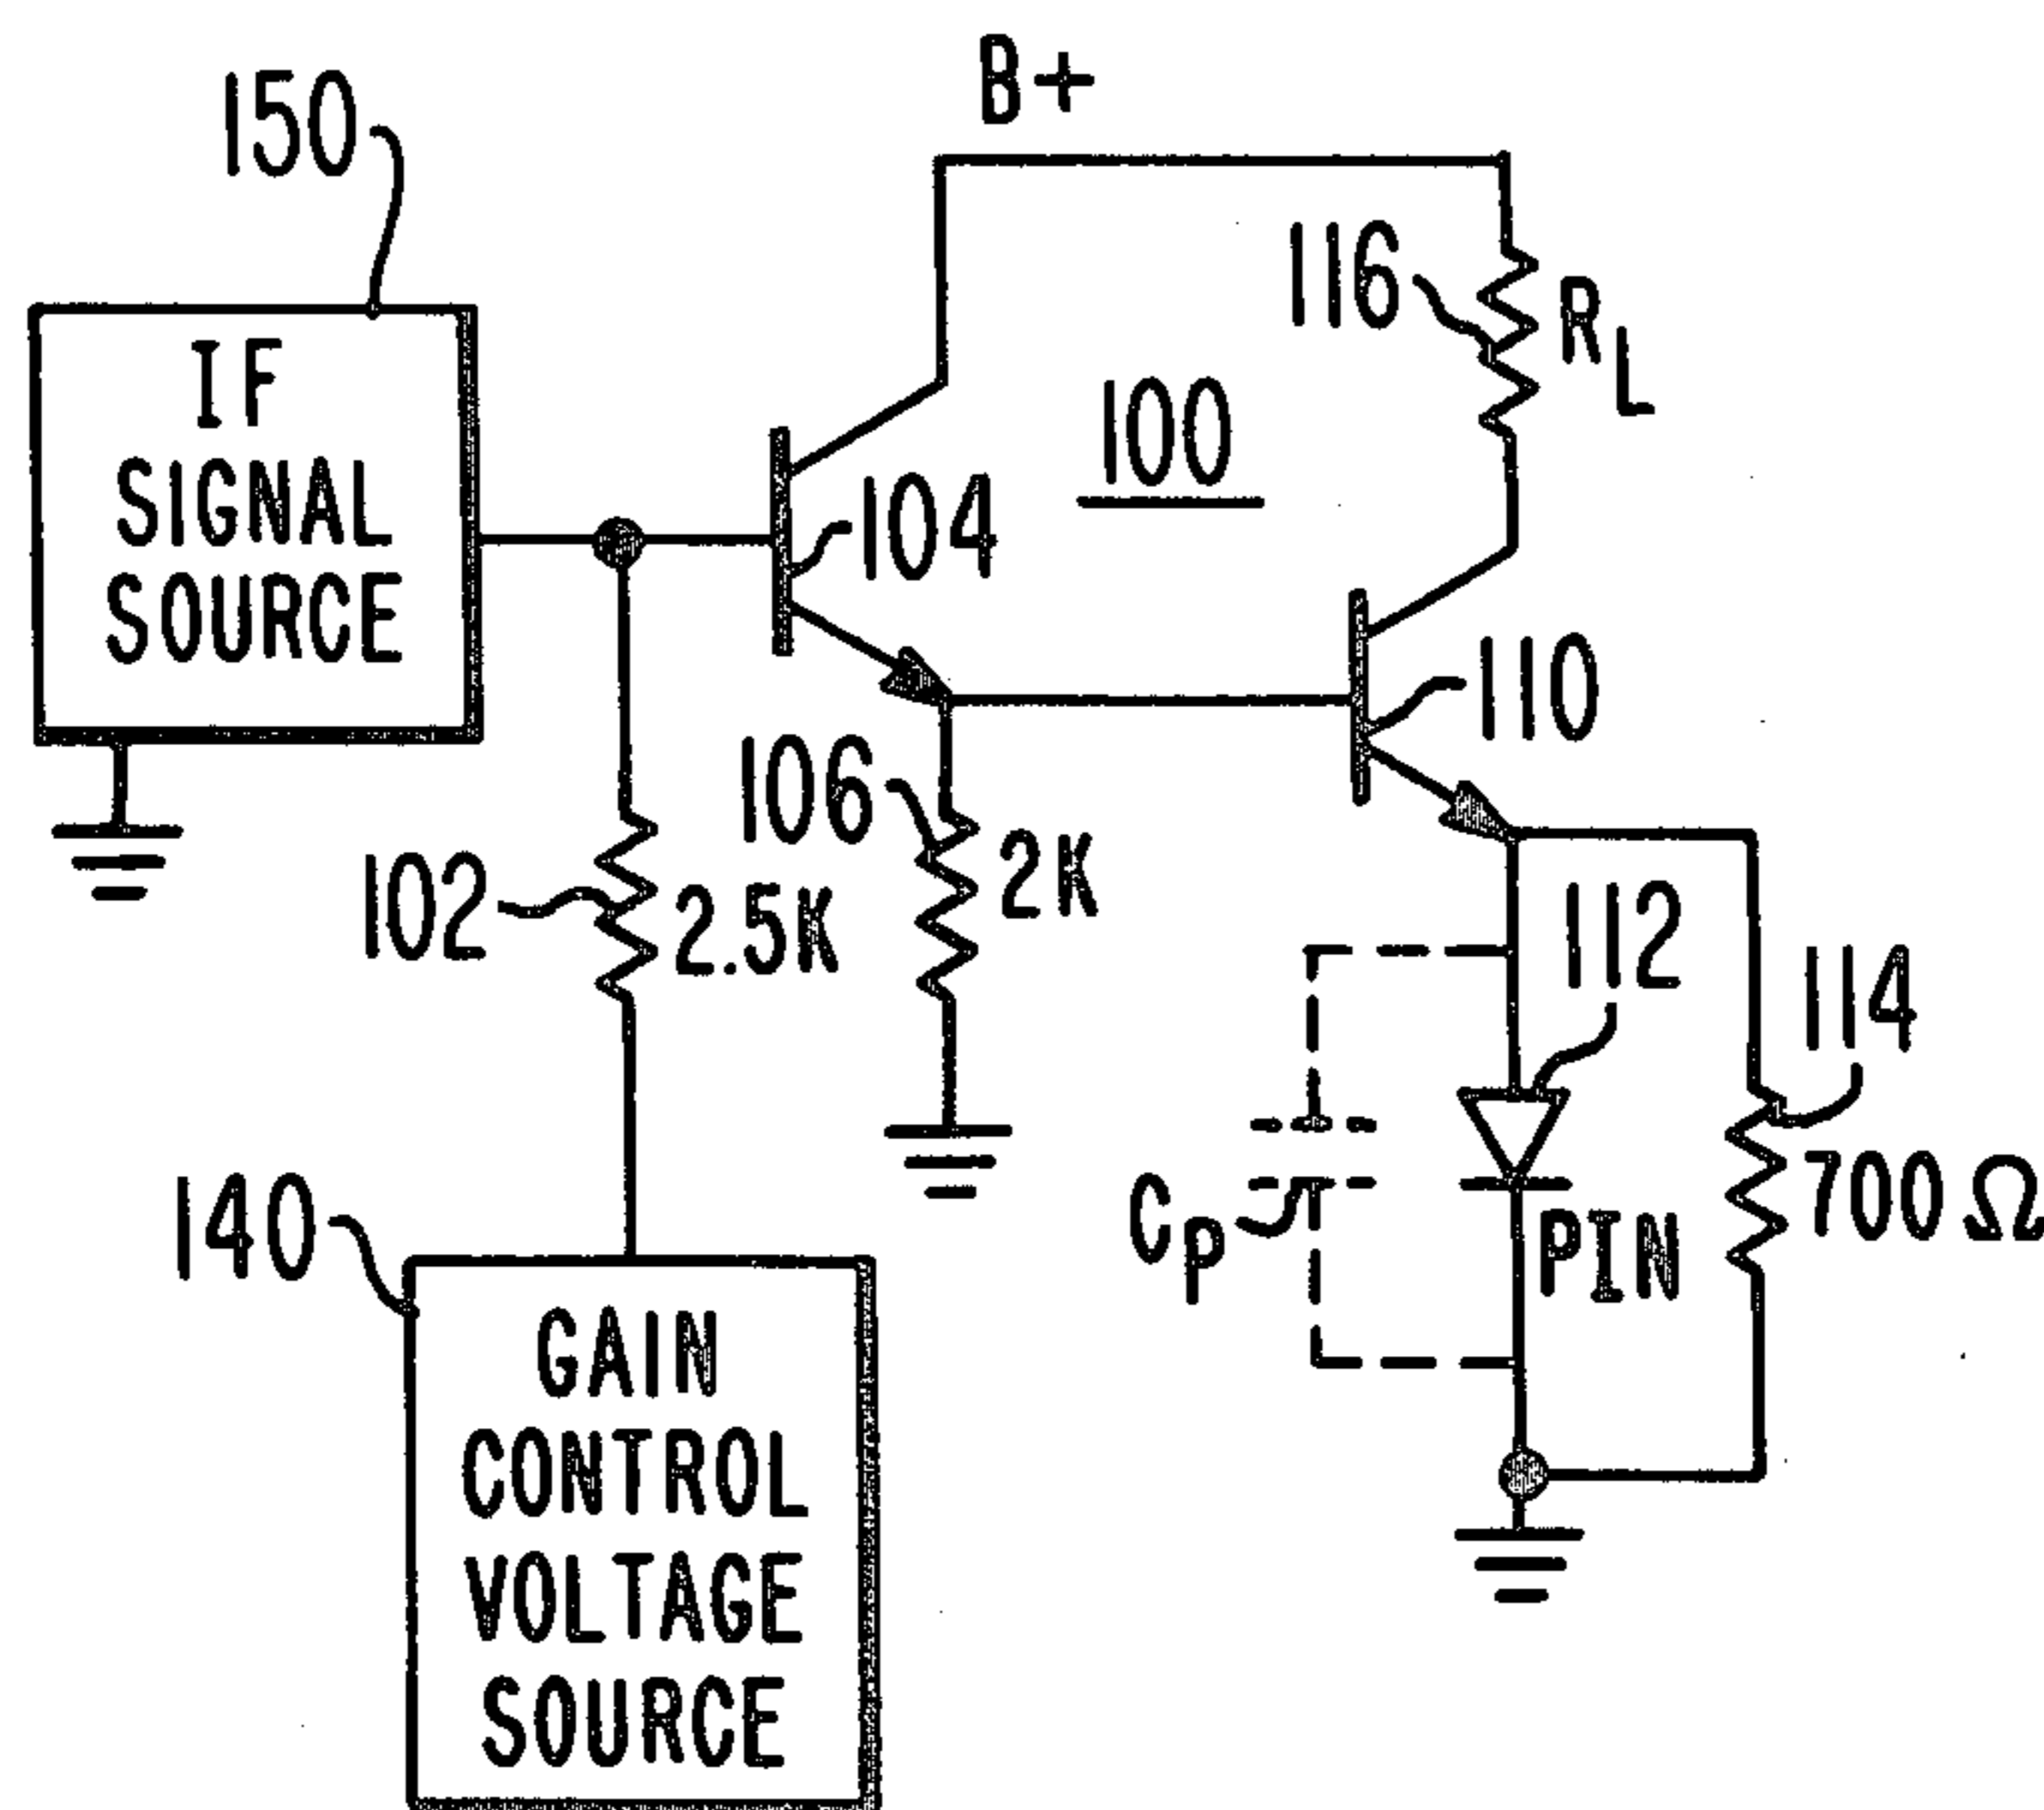 B+
150
116
R_L
IF
SIGNAL
SOURCE
100
104
110
106
2K
102
2.5K
112
114
140
C_P
PIN
700 Ω
GAIN
CONTROL
VOLTAGE
SOURCE